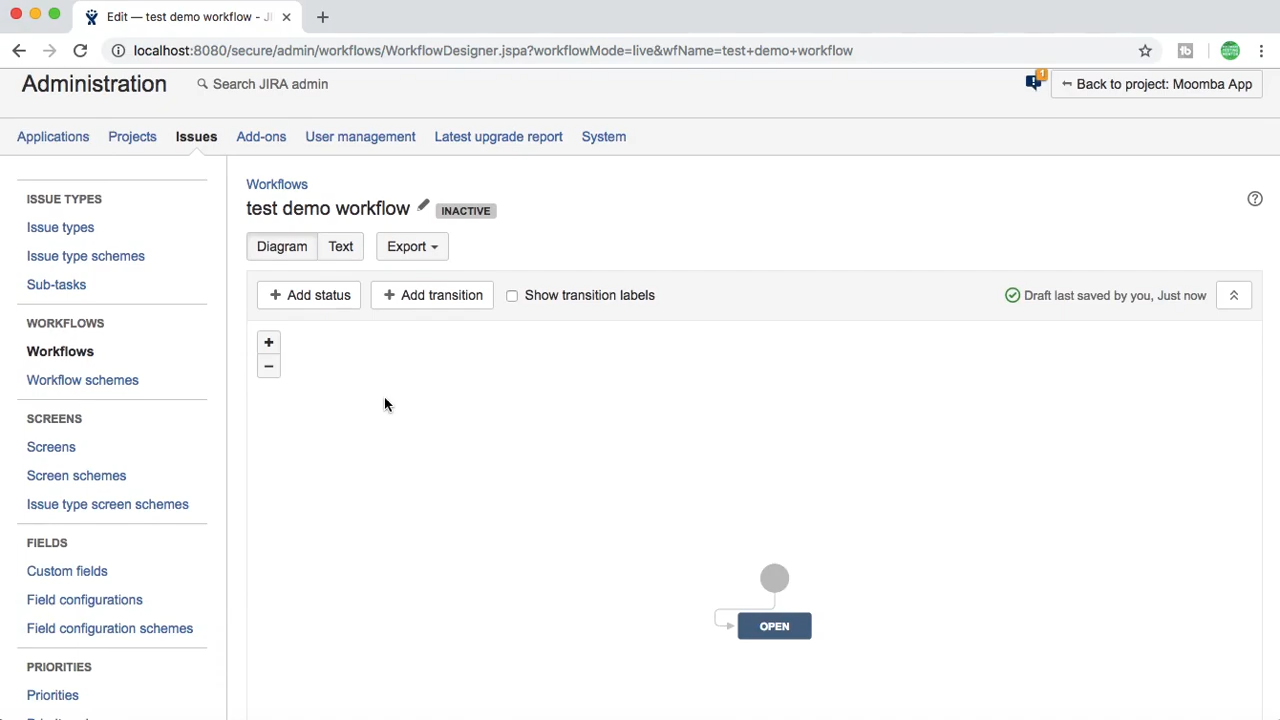 Edit — test demo workflow - JI
localhost:8080/secure/admin/workflows/WorkflowDesigner.jspa?workflowMode=live&wfName=test+demo+workflow
Administration
Search JIRA admin
1
Back to project: Moomba App
Applications
Projects
Issues
Add-ons
User management
Latest upgrade report
System
ISSUE TYPES
Issue types
Issue type schemes
Sub-tasks
WORKFLOWS
Workflows
Workflow schemes
SCREENS
Screens
Screen schemes
Issue type screen schemes
FIELDS
Custom fields
Field configurations
Field configuration schemes
PRIORITIES
Priorities
Workflows
test demo workflow INACTIVE
Diagram
Text
Export
+ Add status
+ Add transition
Show transition labels
Draft last saved by you, Just now
+
−
OPEN